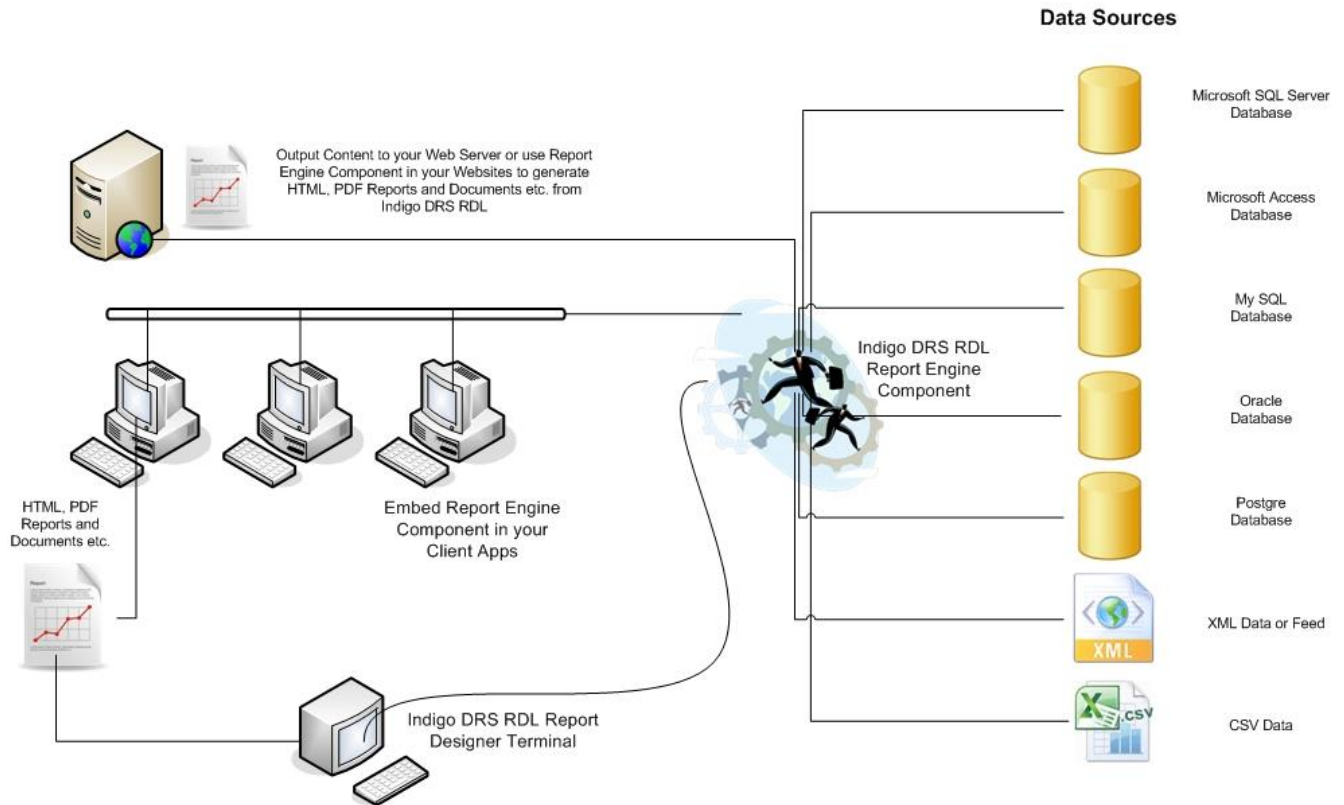 Data Sources
Microsoft SQL Server
Database
Output Content to your Web Server or use Report
Engine Component in your Websites to generate
HTML, PDF Reports and Documents etc. from
Indigo DRS RDL
Report
Microsoft Access
Database
My SQL
Database
Indigo DRS RDL
Report Engine
Component
Oracle
Database
HTML, PDF
Reports and
Documents etc.
Embed Report Engine
Component in your
Client Apps
Postgre
Database
Report
XML
XML Data or Feed
Indigo DRS RDL Report
Designer Terminal
X
.CSV
CSV Data